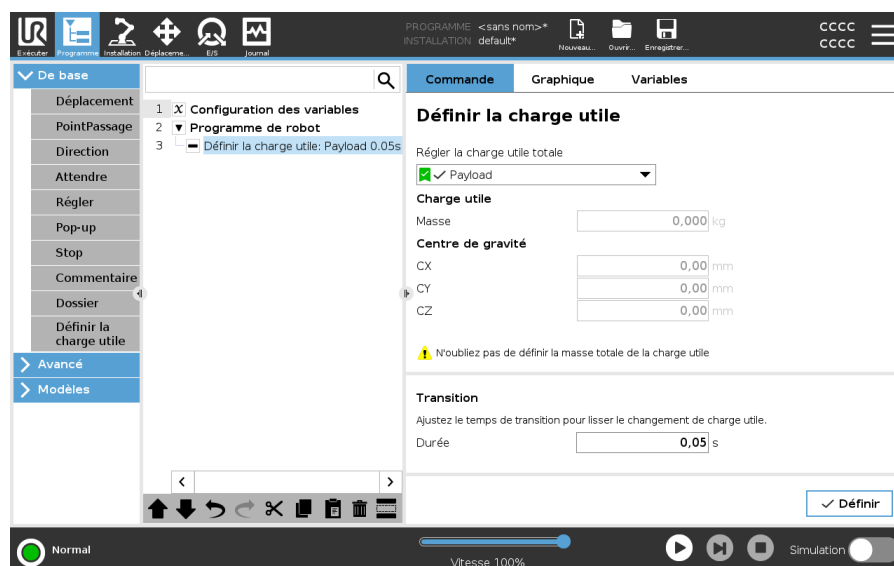 PROGRAMME <sans nom>*
INSTALLATION default*
cccc
cccc
Exécuter
Programme
Installation
Déplaceme...
E/S
Journal
Nouveau...
Ouvrir...
Enregistrer...
De base
Déplacement
PointPassage
Direction
Attendre
Régler
Pop-up
Stop
Commentaire
Dossier
Définir la
charge utile
Avancé
Modèles
1 X Configuration des variables
2 Programme de robot
3 Définir la charge utile: Payload 0.05s
Commande Graphique Variables
Définir la charge utile
Régler la charge utile totale
Payload
Charge utile
Masse 0,000 kg
Centre de gravité
CX 0,00 mm
CY 0,00 mm
CZ 0,00 mm
N'oubliez pas de définir la masse totale de la charge utile
Transition
Ajustez le temps de transition pour lisser le changement de charge utile.
Durée 0,05 s
Définir
Normal
Vitesse 100%
Simulation